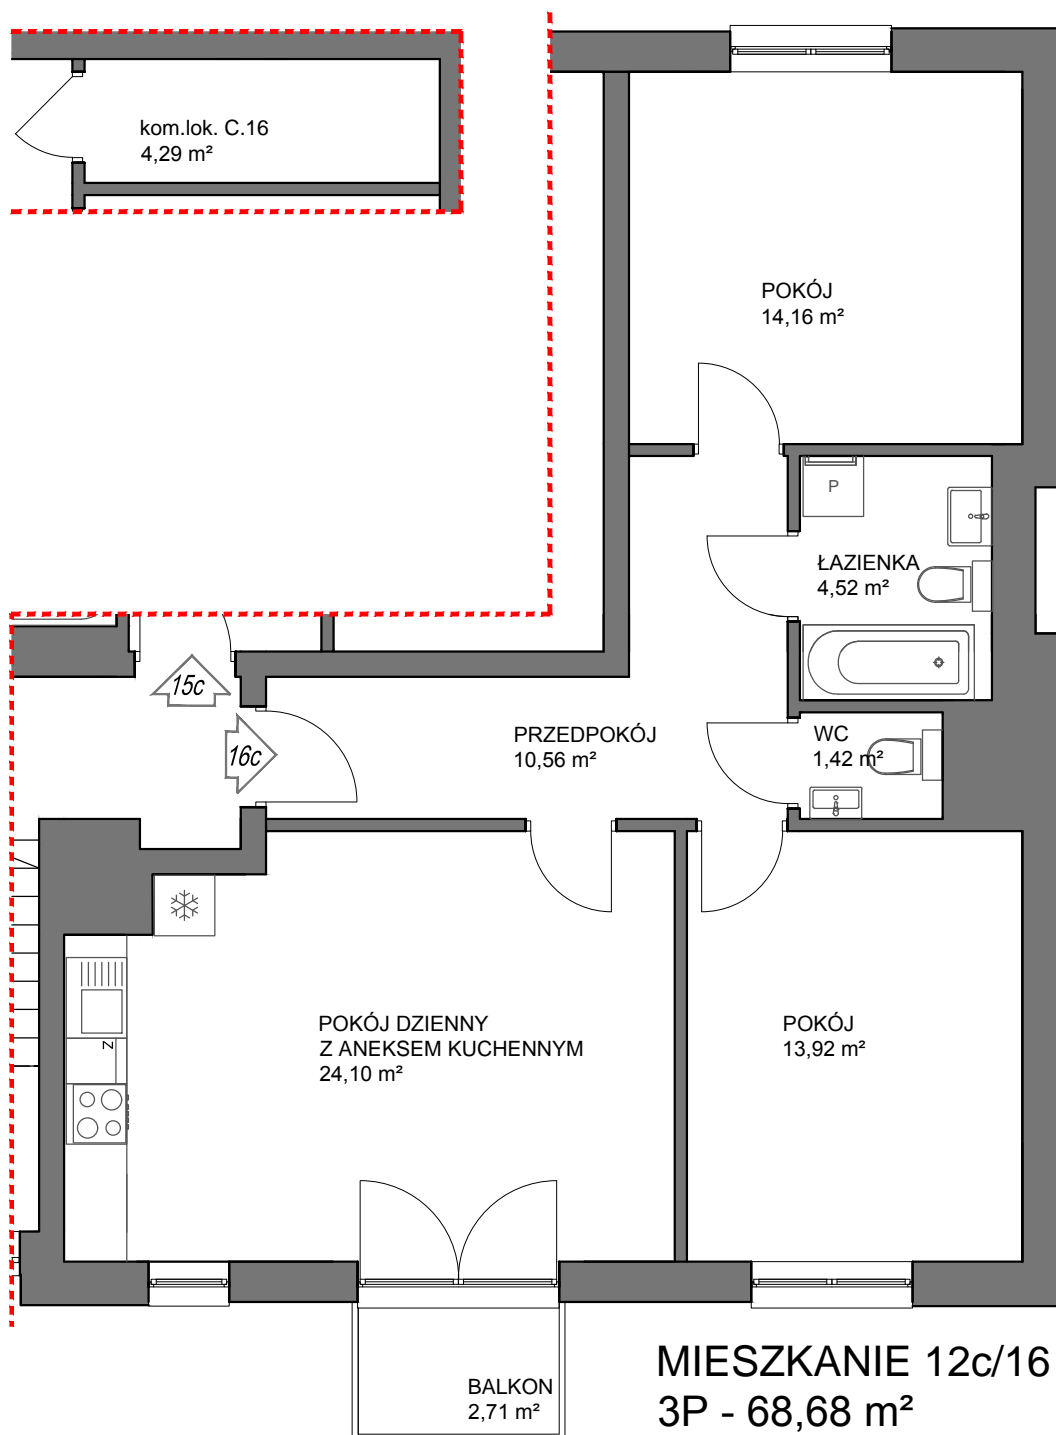 kom.lok. C.16
4,29 m²
POKÓJ
14,16 m²
P
ŁAZIENKA
4,52 m²
15c
16c
PRZEDPOKÓJ
10,56 m²
WC
1,42 m²
POKÓJ DZIENNY
Z ANEKSEM KUCHENNYM
24,10 m²
Z
POKÓJ
13,92 m²
BALKON
2,71 m²
MIESZKANIE 12c/16
3P - 68,68 m²